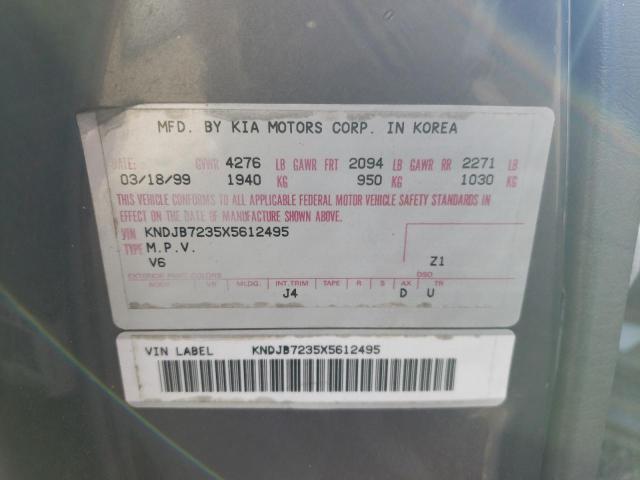 MFD. BY KIA MOTORS CORP. IN KOREA
DATE: GVWR 4276 LB GAWR FRT 2094 LB GAWR RR 2271 LB
03/18/99 1940 KG 950 KG 1030 KG
THIS VEHICLE CONFORMS TO ALL APPLICABLE FEDERAL MOTOR VEHICLE SAFETY STANDARDS IN
EFFECT ON THE DATE OF MANUFACTURE SHOWN ABOVE.
VIN KNDJB7235X5612495
TYPE M.P.V.
V6 Z1
EXTERIOR PAINT COLORS DSO
BODY VR MLDG. INT.TRIM TAPE R S AX TR
J4 D U
VIN LABEL KNDJB7235X5612495